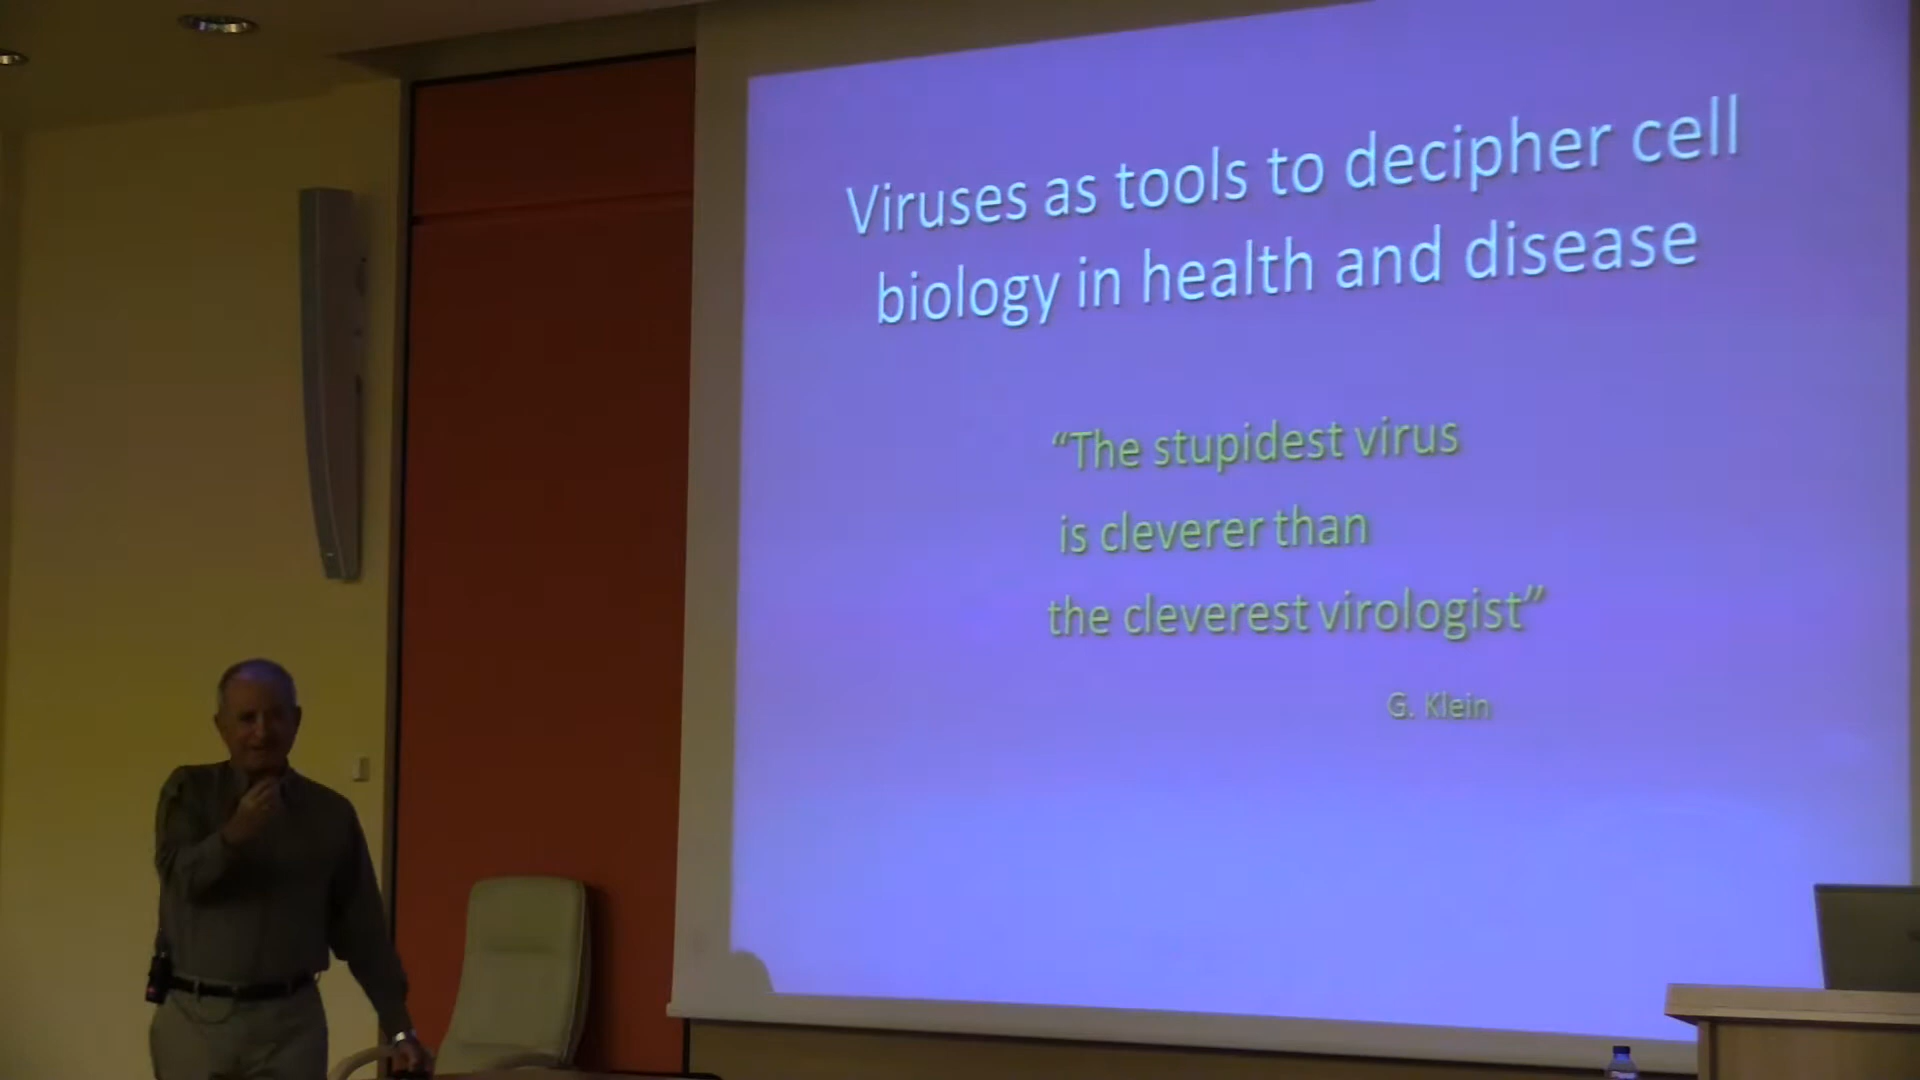 Viruses as tools to decipher cell
biology in health and disease
“The stupidest virus
is cleverer than
the cleverest virologist”
G. Klein